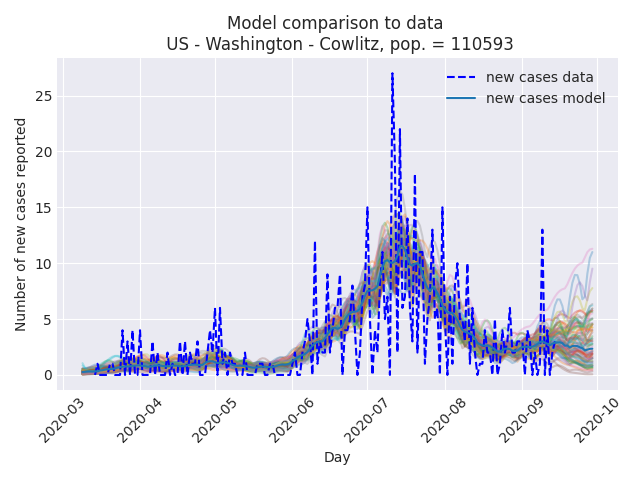 Model comparison to data
US - Washington - Cowlitz, pop. = 110593
new cases data
new cases model
Number of new cases reported
25
20
15
10
5
0
2020-03
2020-04
2020-05
2020-06
2020-07
2020-08
2020-09
2020-10
Day